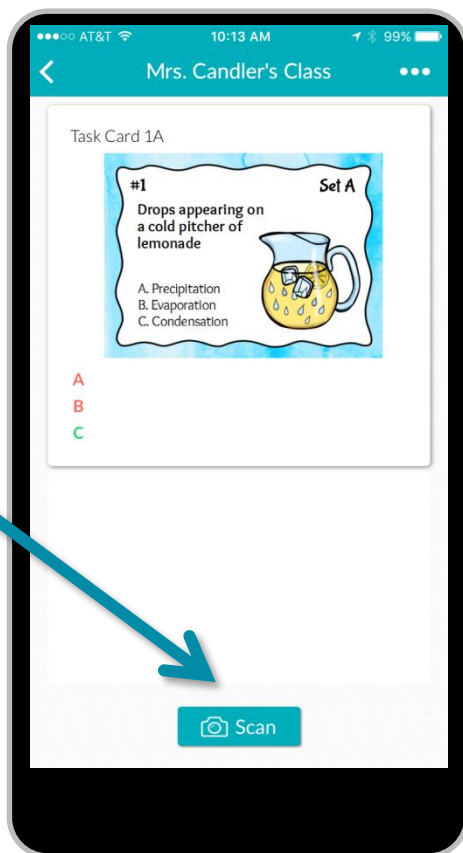 AT&T 10:13 AM 99%
Mrs. Candler's Class
Task Card 1A
#1 Set A
Drops appearing on
a cold pitcher of
lemonade
A. Precipitation
B. Evaporation
C. Condensation
A
B
C
Scan